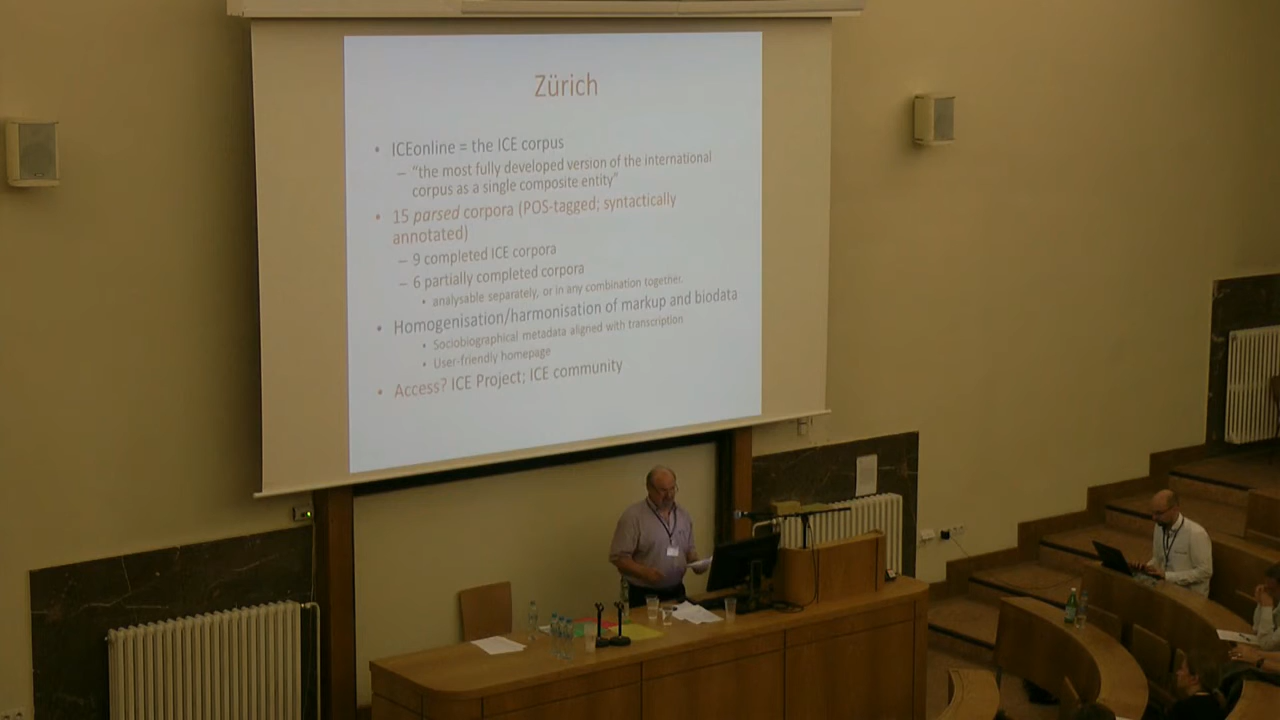 Zürich
• ICEonline = the ICE corpus
– "the most fully developed version of the international
corpus as a single composite entity"
• 15 parsed corpora (POS-tagged; syntactically
annotated)
– 9 completed ICE corpora
– 6 partially completed corpora
• analysable separately, or in any combination together.
• Homogenisation/harmonisation of markup and biodata
• Sociobiographical metadata aligned with transcription
• User-friendly homepage
• Access? ICE Project; ICE community